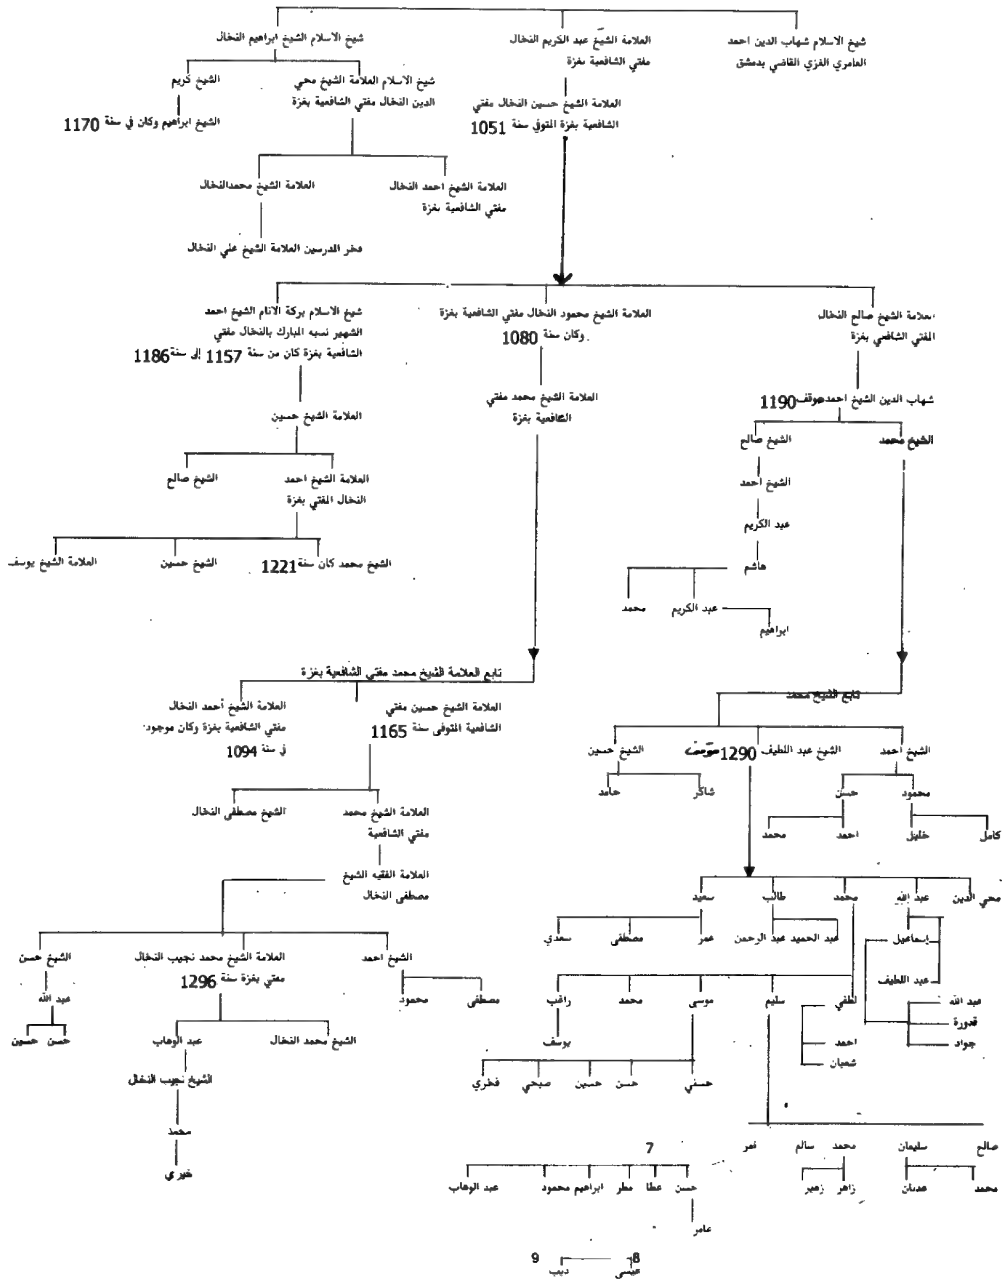 شيخ الاسلام شهاب الدين احمد
العامري الغزي القاضي بدمشق
العلامة الشيخ عبد الكريم النخال
مفتي الشافعية بغزة
شيخ الاسلام الشيخ ابراهيم النخال
العلامة الشيخ حسين النخال مفتي
الشافعية بغزة المتوفي سنة 1051
شيخ الاسلام العلامة الشيخ محي
الدين النخال مفتي الشافعية بغزة
الشيخ كريم
الشيخ ابراهيم وكان في سنة 1170
العلامة الشيخ احمد النخال
مفتي الشافعية بغزة
العلامة الشيخ محمدالنخال
فخر المدرسين العلامة الشيخ علي النخال
العلامة الشيخ صالح النخال
المفتي الشافعي بغزة
العلامة الشيخ محمود النخال مفتي الشافعية بغزة
وكان سنة 1080
شيخ الاسلام بركة الانام الشيخ احمد
الشهير نسبه المبارك بالنخال مفتي
الشافعية بغزة كان من سنة 1157 إلى سنة 1186
شهاب الدين الشيخ احمد موقف 1190
العلامة الشيخ محمد مفتي
الشافعية بغزة
العلامة الشيخ حسين
الشيخ محمد
الشيخ صالح
الشيخ احمد
عبد الكريم
هاشم
عبد الكريم
محمد
ابراهيم
العلامة الشيخ احمد
النخال المفتي بغزة
الشيخ صالح
الشيخ محمد كان سنة 1221
الشيخ حسين
العلامة الشيخ يوسف
تابع العلامة الشيخ محمد مفتي الشافعية بغزة
العلامة الشيخ حسين مفتي
الشافعية المتوفى سنة 1165
العلامة الشيخ أحمد النخال
مفتي الشافعية بغزة وكان موجود
في سنة 1094
العلامة الشيخ محمد
مفتي الشافعية
الشيخ مصطفى النخال
العلامة الفقيه الشيخ
مصطفى النخال
الشيخ احمد
العلامة الشيخ محمد نجيب النخال
مفتي بغزة سنة 1296
الشيخ حسن
مصطفى
محمود
عبد الله
حسن
حسين
الشيخ محمد النخال
عبد الوهاب
الشيخ نجيب النخال
محمد
خيري
تابع الشيخ محمد
الشيخ احمد
الشيخ عبد اللطيف 1290
الشيخ حسين
محمود
حسن
شاكر
حامد
كامل
خليل
احمد
محمد
محي الدين
عبد الله
محمد
طالب
سعيد
إسماعيل
عبد اللطيف
عبد الحميد
عبد الرحمن
عمر
مصطفى
سعدي
عبد الله
قدورة
جواد
لطفي
سليم
موسى
محمد
راغب
احمد
شعبان
يوسف
حسني
حسن
حسين
صبحي
فخري
صالح
سليمان
محمد
سالم
نمر
محمد
عدنان
زاهر
زهير
7
حسن
عطا
مطر
ابراهيم
محمود
عبد الوهاب
عامر
8
عيسى
9
ديب